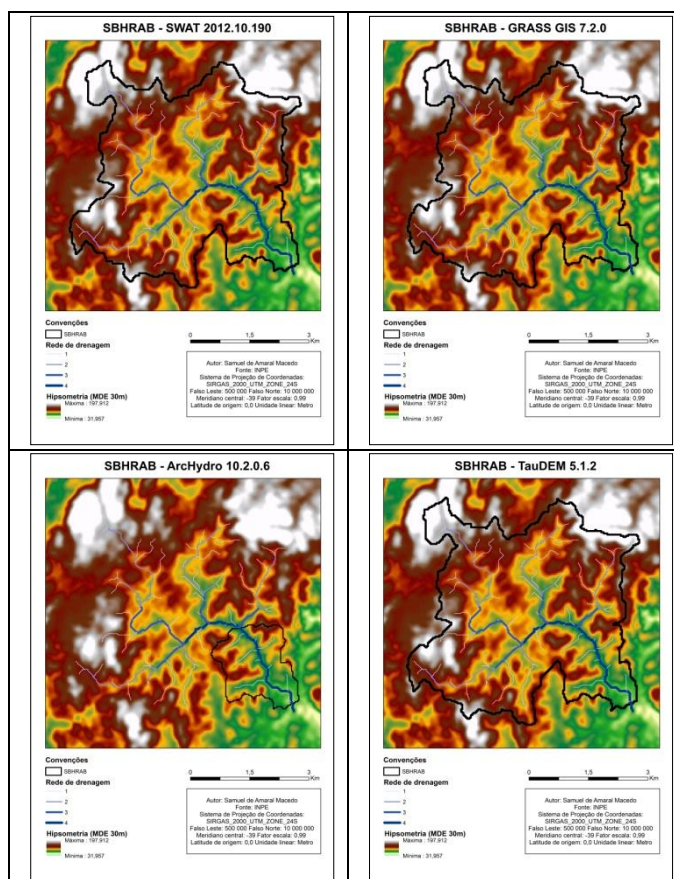 SBHRAB - SWAT 2012.10.190
Convenções
SBHRAB
Rede de drenagem
1
2
3
4
Hipsometria (MDE 30m)
Máxima : 197,912
Mínima : 31,957
0 1,5 3
Km
Autor: Samuel de Amaral Macedo
Fonte: INPE
Sistema de Projeção de Coordenadas:
SIRGAS_2000_UTM_ZONE_24S
Falso Leste: 500 000 Falso Norte: 10 000 000
Meridiano central: -39 Fator escala: 0,99
Latitude de origem: 0,0 Unidade linear: Metro
SBHRAB - GRASS GIS 7.2.0
Convenções
SBHRAB
Rede de drenagem
1
2
3
4
Hipsometria (MDE 30m)
Máxima : 197,912
Mínima : 31,957
0 1,5 3
Km
Autor: Samuel de Amaral Macedo
Fonte: INPE
Sistema de Projeção de Coordenadas:
SIRGAS_2000_UTM_ZONE_24S
Falso Leste: 500 000 Falso Norte: 10 000 000
Meridiano central: -39 Fator escala: 0,99
Latitude de origem: 0,0 Unidade linear: Metro
SBHRAB - ArcHydro 10.2.0.6
Convenções
SBHRAB
Rede de drenagem
1
2
3
4
Hipsometria (MDE 30m)
Máxima : 197,912
Mínima : 31,957
0 1,5 3
Km
Autor: Samuel de Amaral Macedo
Fonte: INPE
Sistema de Projeção de Coordenadas:
SIRGAS_2000_UTM_ZONE_24S
Falso Leste: 500 000 Falso Norte: 10 000 000
Meridiano central: -39 Fator escala: 0,99
Latitude de origem: 0,0 Unidade linear: Metro
SBHRAB - TauDEM 5.1.2
Convenções
SBHRAB
Rede de drenagem
1
2
3
4
Hipsometria (MDE 30m)
Máxima : 197,912
Mínima : 31,957
0 1,5 3
Km
Autor: Samuel de Amaral Macedo
Fonte: INPE
Sistema de Projeção de Coordenadas:
SIRGAS_2000_UTM_ZONE_24S
Falso Leste: 500 000 Falso Norte: 10 000 000
Meridiano central: -39 Fator escala: 0,99
Latitude de origem: 0,0 Unidade linear: Metro